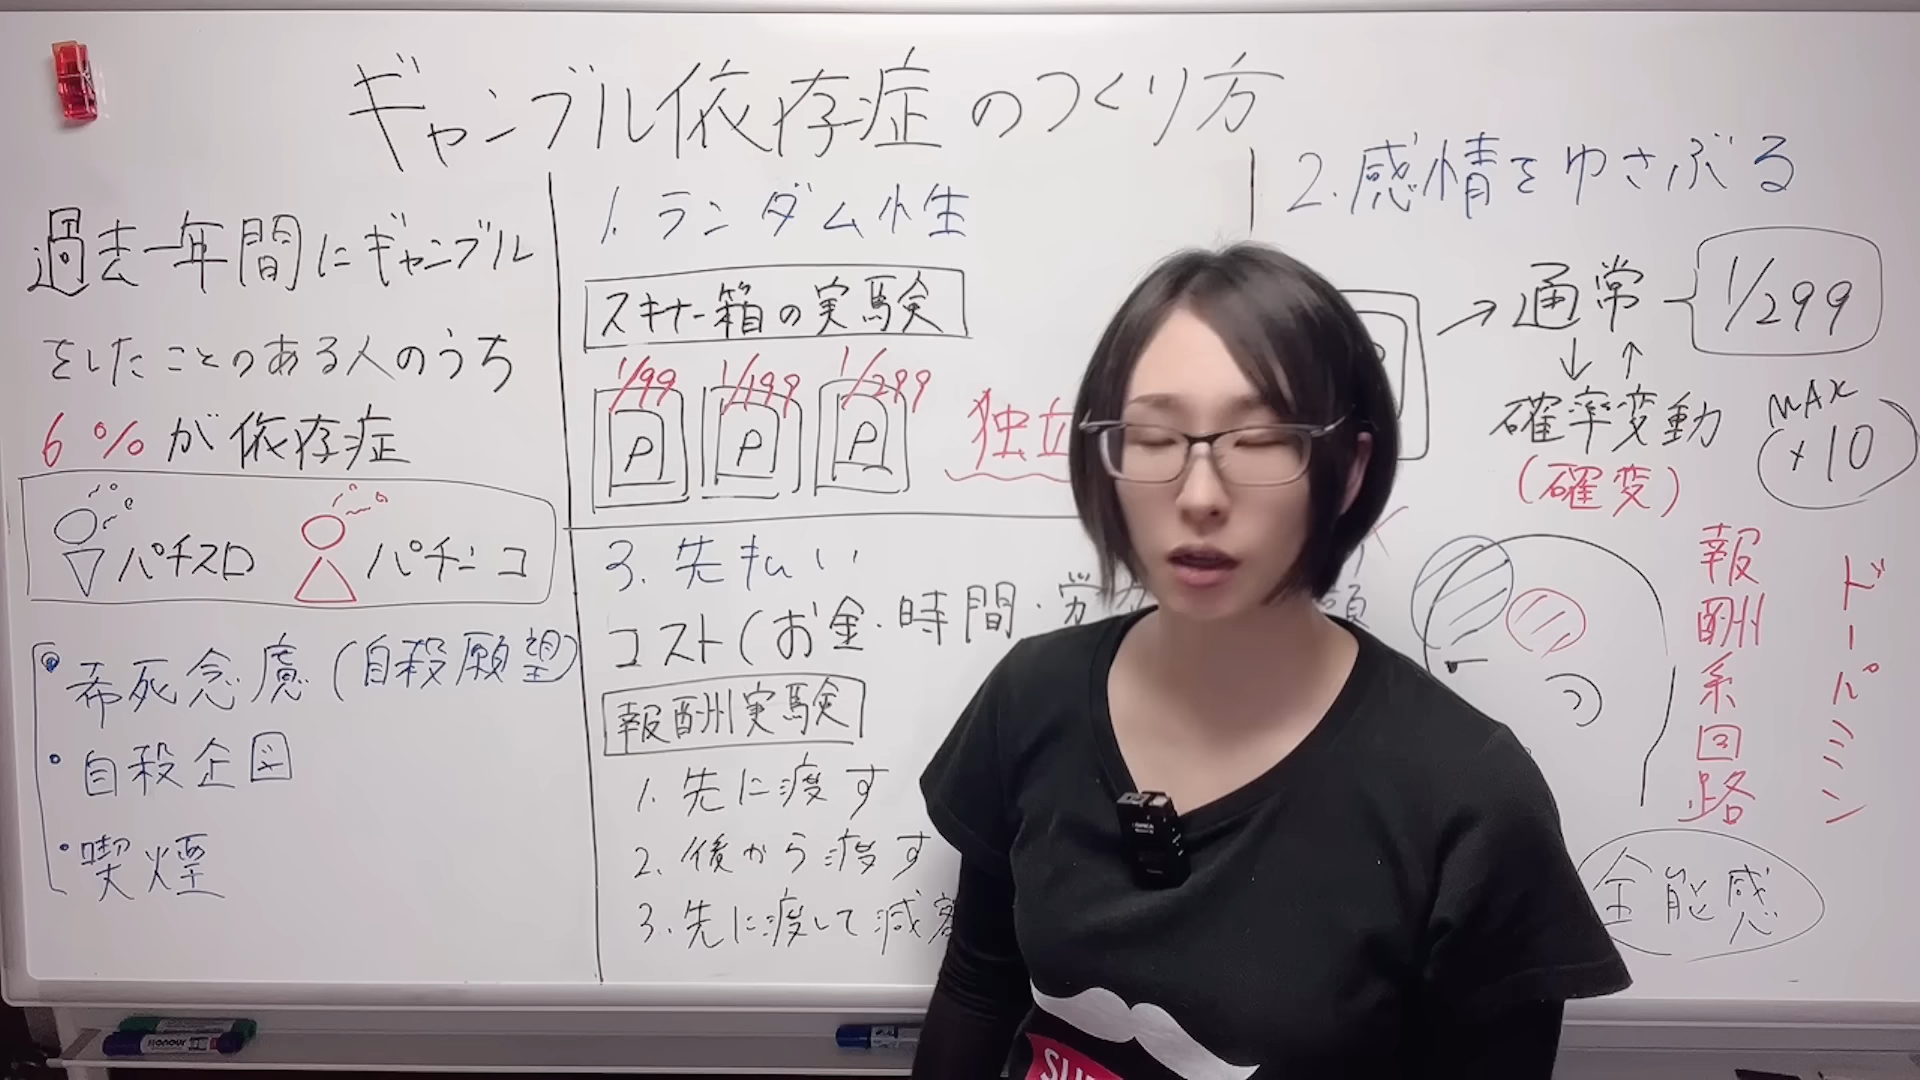 ギャンブル依存症のつくり方
過去一年間にギャンブル
をしたことのある人のうち
6%が依存症
パチスロ
パチンコ
・希死念慮(自殺願望)
・自殺企図
・喫煙
1. ランダム性
スキナー箱の実験
1/99 1/199 1/299
P P P
独立
3. 先払い
コスト(お金・時間・労
報酬実験
1. 先に渡す
2. 後から渡す
3. 先に渡して減額
2. 感情をゆさぶる
→通常
1/299
↓↑
確率変動
(確変)
MAX
×10
報酬系回路
ドーパミン
全能感